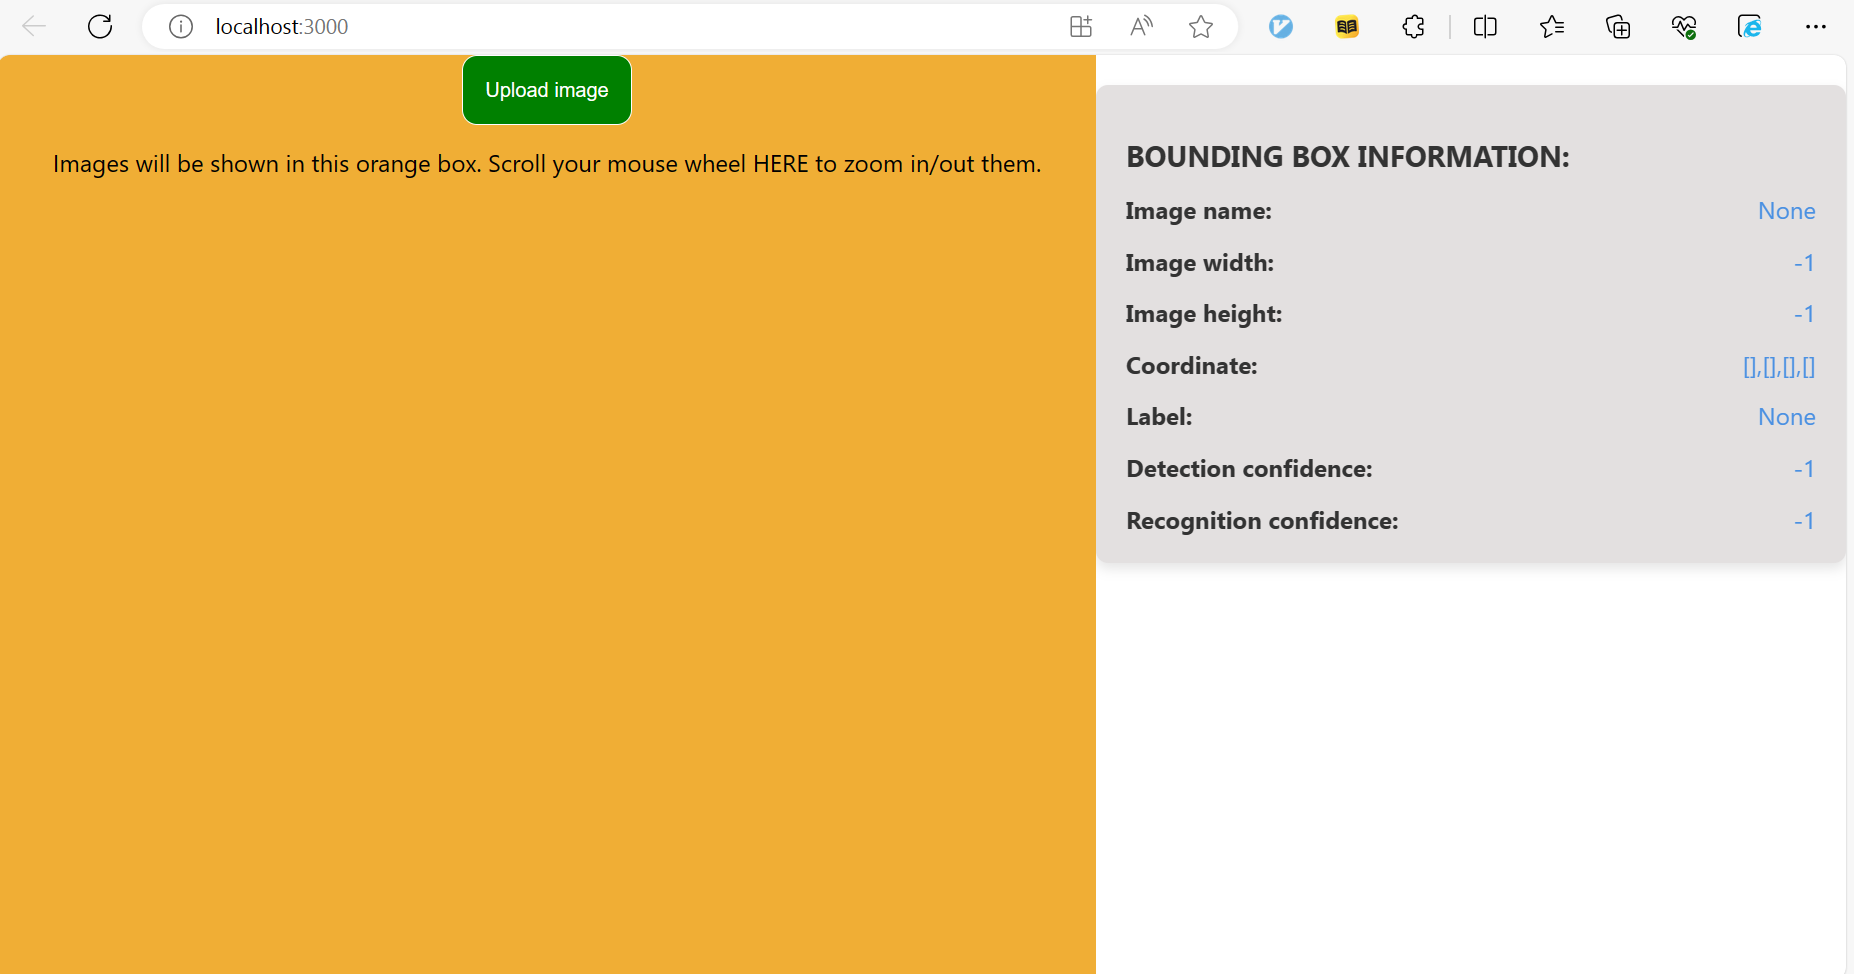 localhost:3000
Upload image
Images will be shown in this orange box. Scroll your mouse wheel HERE to zoom in/out them.
BOUNDING BOX INFORMATION:
Image name: None
Image width: -1
Image height: -1
Coordinate: [],[],[],[]
Label: None
Detection confidence: -1
Recognition confidence: -1